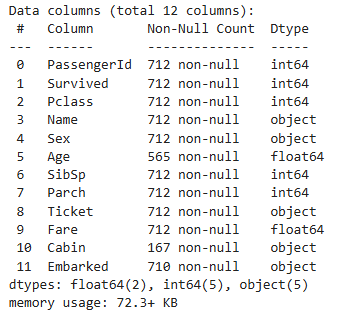 Data columns (total 12 columns):
 #   Column       Non-Null Count  Dtype
---  ------       --------------  -----
 0   PassengerId  712 non-null    int64
 1   Survived     712 non-null    int64
 2   Pclass       712 non-null    int64
 3   Name         712 non-null    object
 4   Sex          712 non-null    object
 5   Age          565 non-null    float64
 6   SibSp        712 non-null    int64
 7   Parch        712 non-null    int64
 8   Ticket       712 non-null    object
 9   Fare         712 non-null    float64
 10  Cabin        167 non-null    object
 11  Embarked     710 non-null    object
dtypes: float64(2), int64(5), object(5)
memory usage: 72.3+ KB